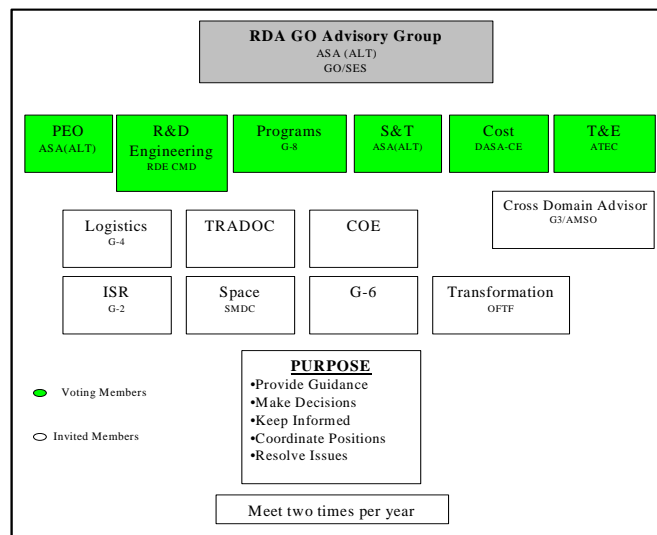 RDA GO Advisory Group
ASA (ALT)
GO/SES
PEO
ASA(ALT)
R&D
Engineering
RDE CMD
Programs
G-8
S&T
ASA(ALT)
Cost
DASA-CE
T&E
ATEC
Cross Domain Advisor
G3/AMSO
Logistics
G-4
TRADOC
COE
ISR
G-2
Space
SMDC
G-6
Transformation
OFTF
PURPOSE
•Provide Guidance
•Make Decisions
•Keep Informed
•Coordinate Positions
•Resolve Issues
Voting Members
Invited Members
Meet two times per year